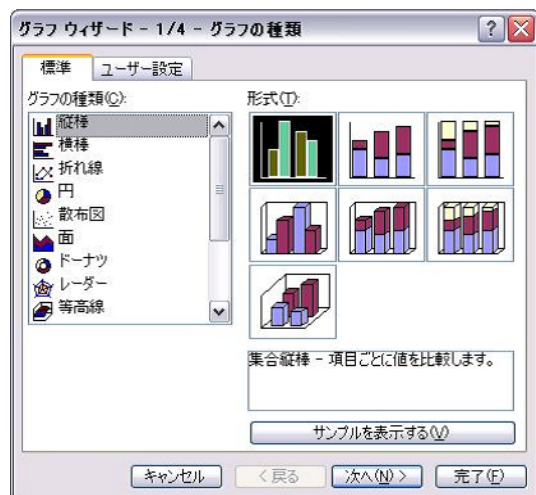 グラフ ウィザード - 1/4 - グラフの種類
標準 ユーザー設定
グラフの種類(C):
縦棒
横棒
折れ線
円
散布図
面
ドーナツ
レーダー
等高線
形式(T):
集合縦棒 - 項目ごとに値を比較します。
サンプルを表示する(V)
キャンセル < 戻る 次へ(N) > 完了(F)